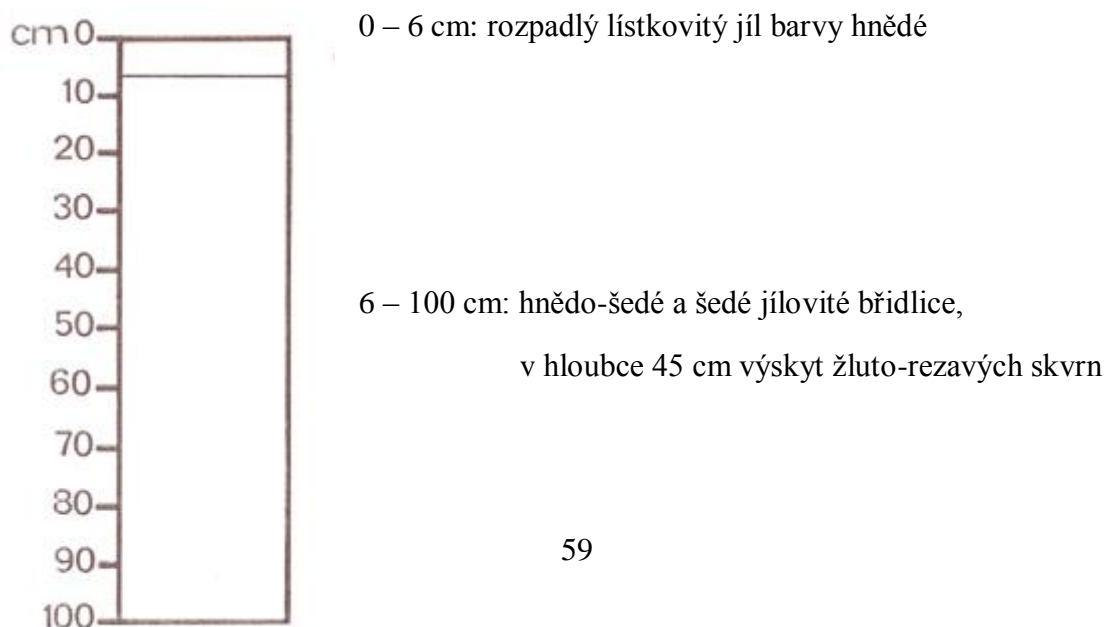 cm 0
0 – 6 cm: rozpadlý lístkovitý jíl barvy hnědé
10
20
30
40
6 – 100 cm: hnědo-šedé a šedé jílovité břidlice,
50
v hloubce 45 cm výskyt žluto-rezavých skvrn
60
70
80
90
59
100